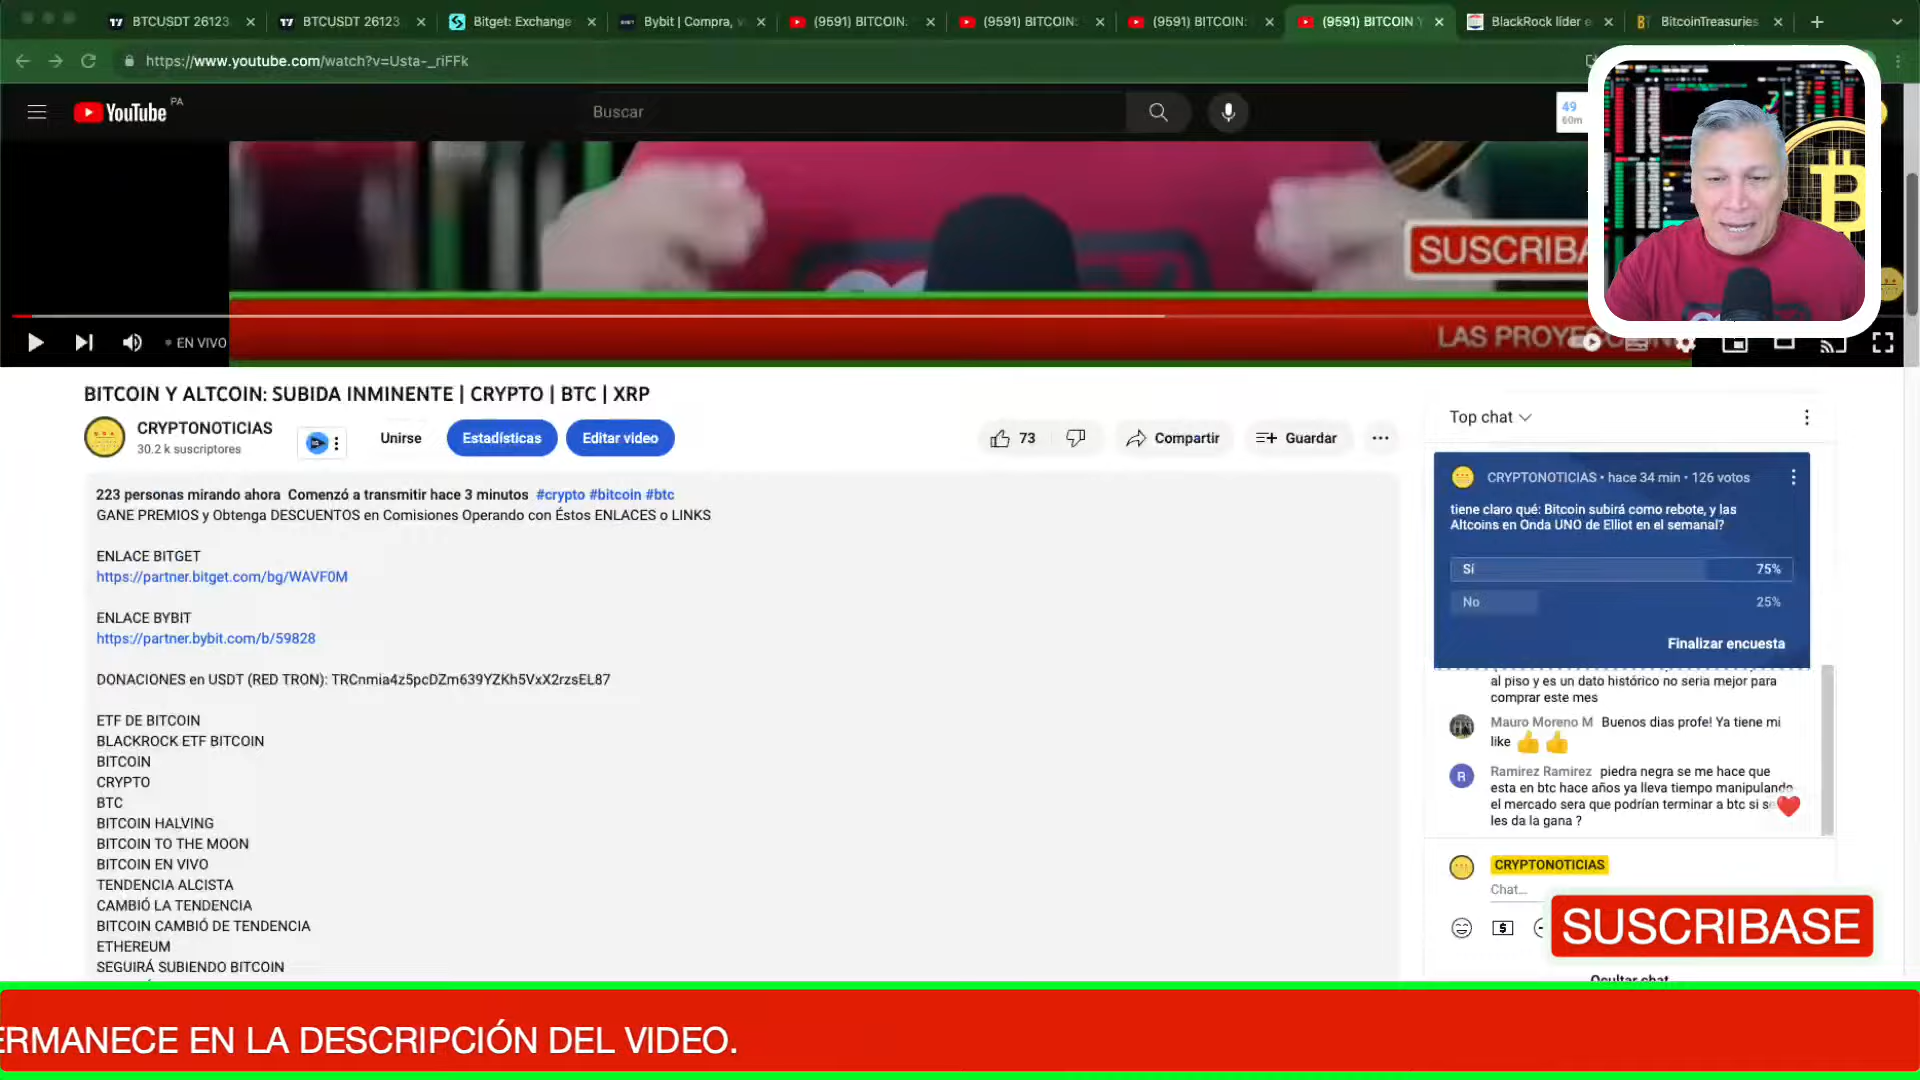 BTCUSDT 26123
BTCUSDT 26123
Bitget: Exchange
Bybit | Compra, v
(9591) BITCOIN:
(9591) BITCOIN:
(9591) BITCOIN:
(9591) BITCOIN Y
BlackRock líder e
BitcoinTreasuries
https://www.youtube.com/watch?v=Usta-_riFFk
YouTube PA
Buscar
49
60m
SUSCRIBA
EN VIVO
LAS PROYE
BITCOIN Y ALTCOIN: SUBIDA INMINENTE | CRYPTO | BTC | XRP
CRYPTONOTICIAS
30.2 k suscriptores
Unirse
Estadísticas
Editar video
73
Compartir
Guardar
223 personas mirando ahora Comenzó a transmitir hace 3 minutos #crypto #bitcoin #btc
GANE PREMIOS y Obtenga DESCUENTOS en Comisiones Operando con Éstos ENLACES o LINKS
ENLACE BITGET
https://partner.bitget.com/bg/WAVF0M
ENLACE BYBIT
https://partner.bybit.com/b/59828
DONACIONES en USDT (RED TRON): TRCnmia4z5pcDZm639YZKh5VxX2rzsEL87
ETF DE BITCOIN
BLACKROCK ETF BITCOIN
BITCOIN
CRYPTO
BTC
BITCOIN HALVING
BITCOIN TO THE MOON
BITCOIN EN VIVO
TENDENCIA ALCISTA
CAMBIÓ LA TENDENCIA
BITCOIN CAMBIÓ DE TENDENCIA
ETHEREUM
SEGUIRÁ SUBIENDO BITCOIN
Top chat
CRYPTONOTICIAS • hace 34 min • 126 votos
tiene claro qué: Bitcoin subirá como rebote, y las
Altcoins en Onda UNO de Elliot en el semanal?
Sí 75%
No 25%
Finalizar encuesta
al piso y es un dato histórico no seria mejor para
comprar este mes
Mauro Moreno M Buenos dias profe! Ya tiene mi
like
R
Ramirez Ramirez piedra negra se me hace que
esta en btc hace años ya lleva tiempo manipulando
el mercado sera que podrían terminar a btc si se
les da la gana ?
CRYPTONOTICIAS
Chat...
SUSCRIBASE
Ocultar chat
ERMANECE EN LA DESCRIPCIÓN DEL VIDEO.